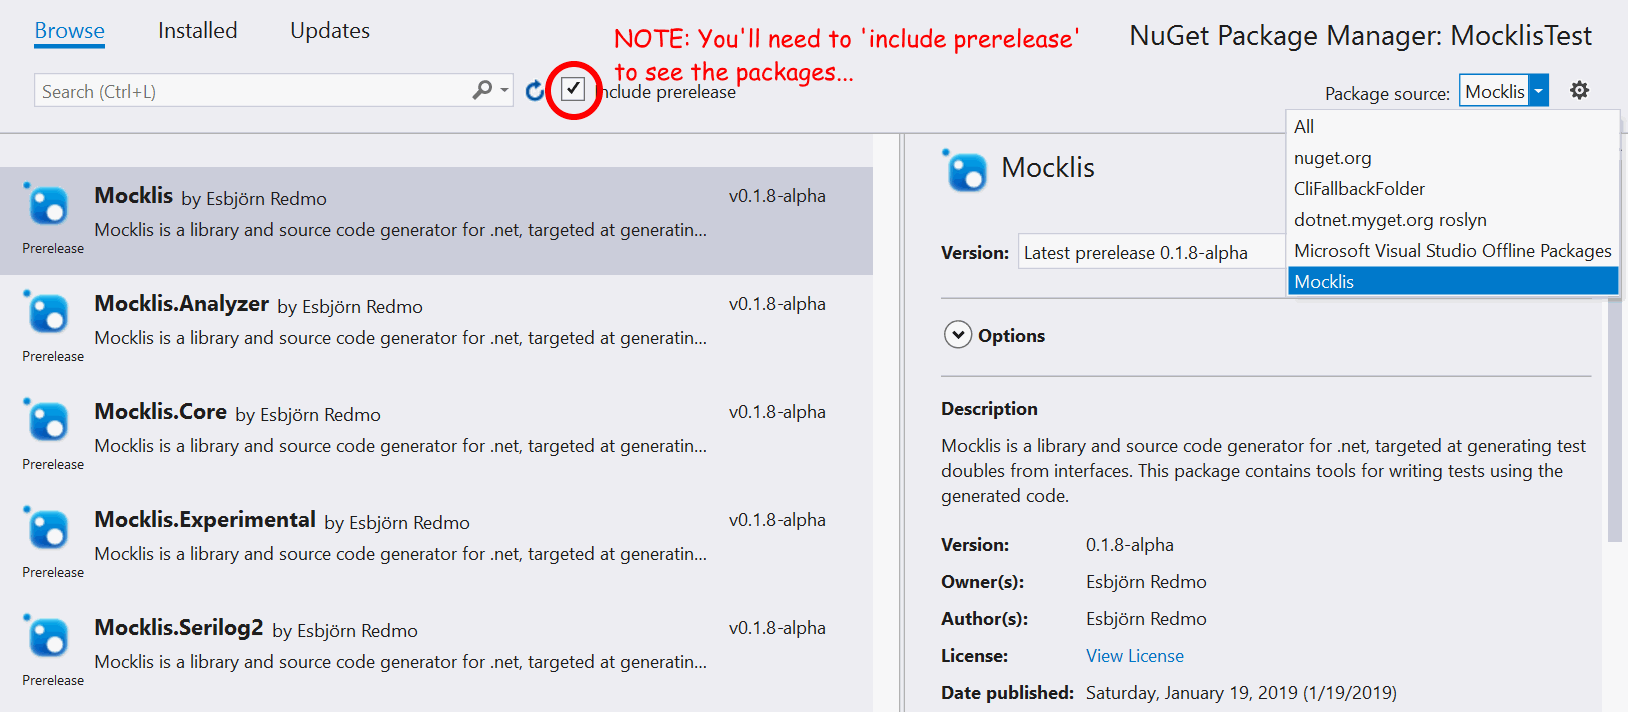 Browse Installed Updates
NOTE: You'll need to 'include prerelease'
to see the packages...
NuGet Package Manager: MocklisTest
Search (Ctrl+L)
Include prerelease
Package source: Mocklis
All
nuget.org
CliFallbackFolder
dotnet.myget.org roslyn
Microsoft Visual Studio Offline Packages
Mocklis
Mocklis by Esbjörn Redmo v0.1.8-alpha
Mocklis is a library and source code generator for .net, targeted at generatin...
Prerelease
Mocklis.Analyzer by Esbjörn Redmo v0.1.8-alpha
Mocklis is a library and source code generator for .net, targeted at generatin...
Prerelease
Mocklis.Core by Esbjörn Redmo v0.1.8-alpha
Mocklis is a library and source code generator for .net, targeted at generatin...
Prerelease
Mocklis.Experimental by Esbjörn Redmo v0.1.8-alpha
Mocklis is a library and source code generator for .net, targeted at generatin...
Prerelease
Mocklis.Serilog2 by Esbjörn Redmo v0.1.8-alpha
Mocklis is a library and source code generator for .net, targeted at generatin...
Prerelease
Mocklis
Version: Latest prerelease 0.1.8-alpha
Options
Description
Mocklis is a library and source code generator for .net, targeted at generating test
doubles from interfaces. This package contains tools for writing tests using the
generated code.
Version: 0.1.8-alpha
Owner(s): Esbjörn Redmo
Author(s): Esbjörn Redmo
License: View License
Date published: Saturday, January 19, 2019 (1/19/2019)